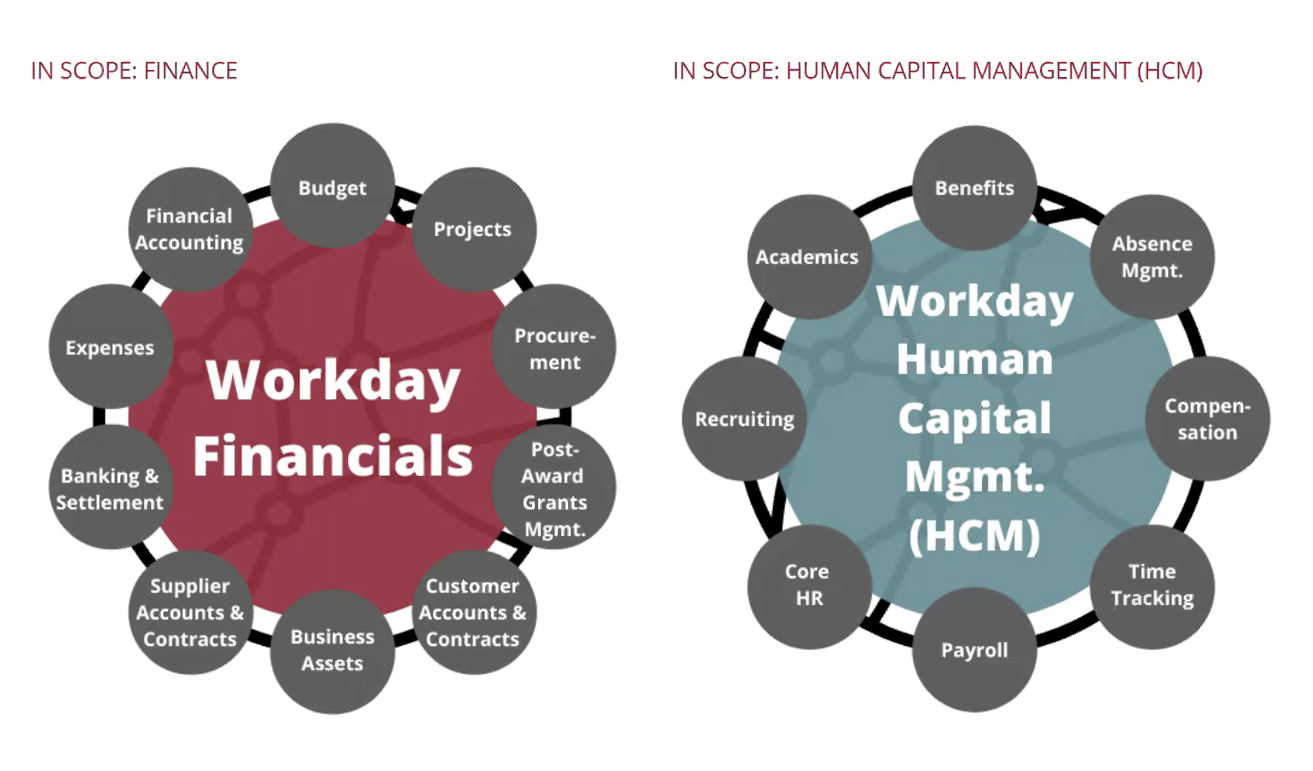 IN SCOPE: FINANCE
Budget
Projects
Procure-
ment
Post-
Award
Grants
Mgmt.
Customer
Accounts &
Contracts
Business
Assets
Supplier
Accounts &
Contracts
Banking &
Settlement
Expenses
Financial
Accounting
Workday
Financials
IN SCOPE: HUMAN CAPITAL MANAGEMENT (HCM)
Benefits
Absence
Mgmt.
Compen-
sation
Time
Tracking
Payroll
Core
HR
Recruiting
Academics
Workday
Human
Capital
Mgmt.
(HCM)